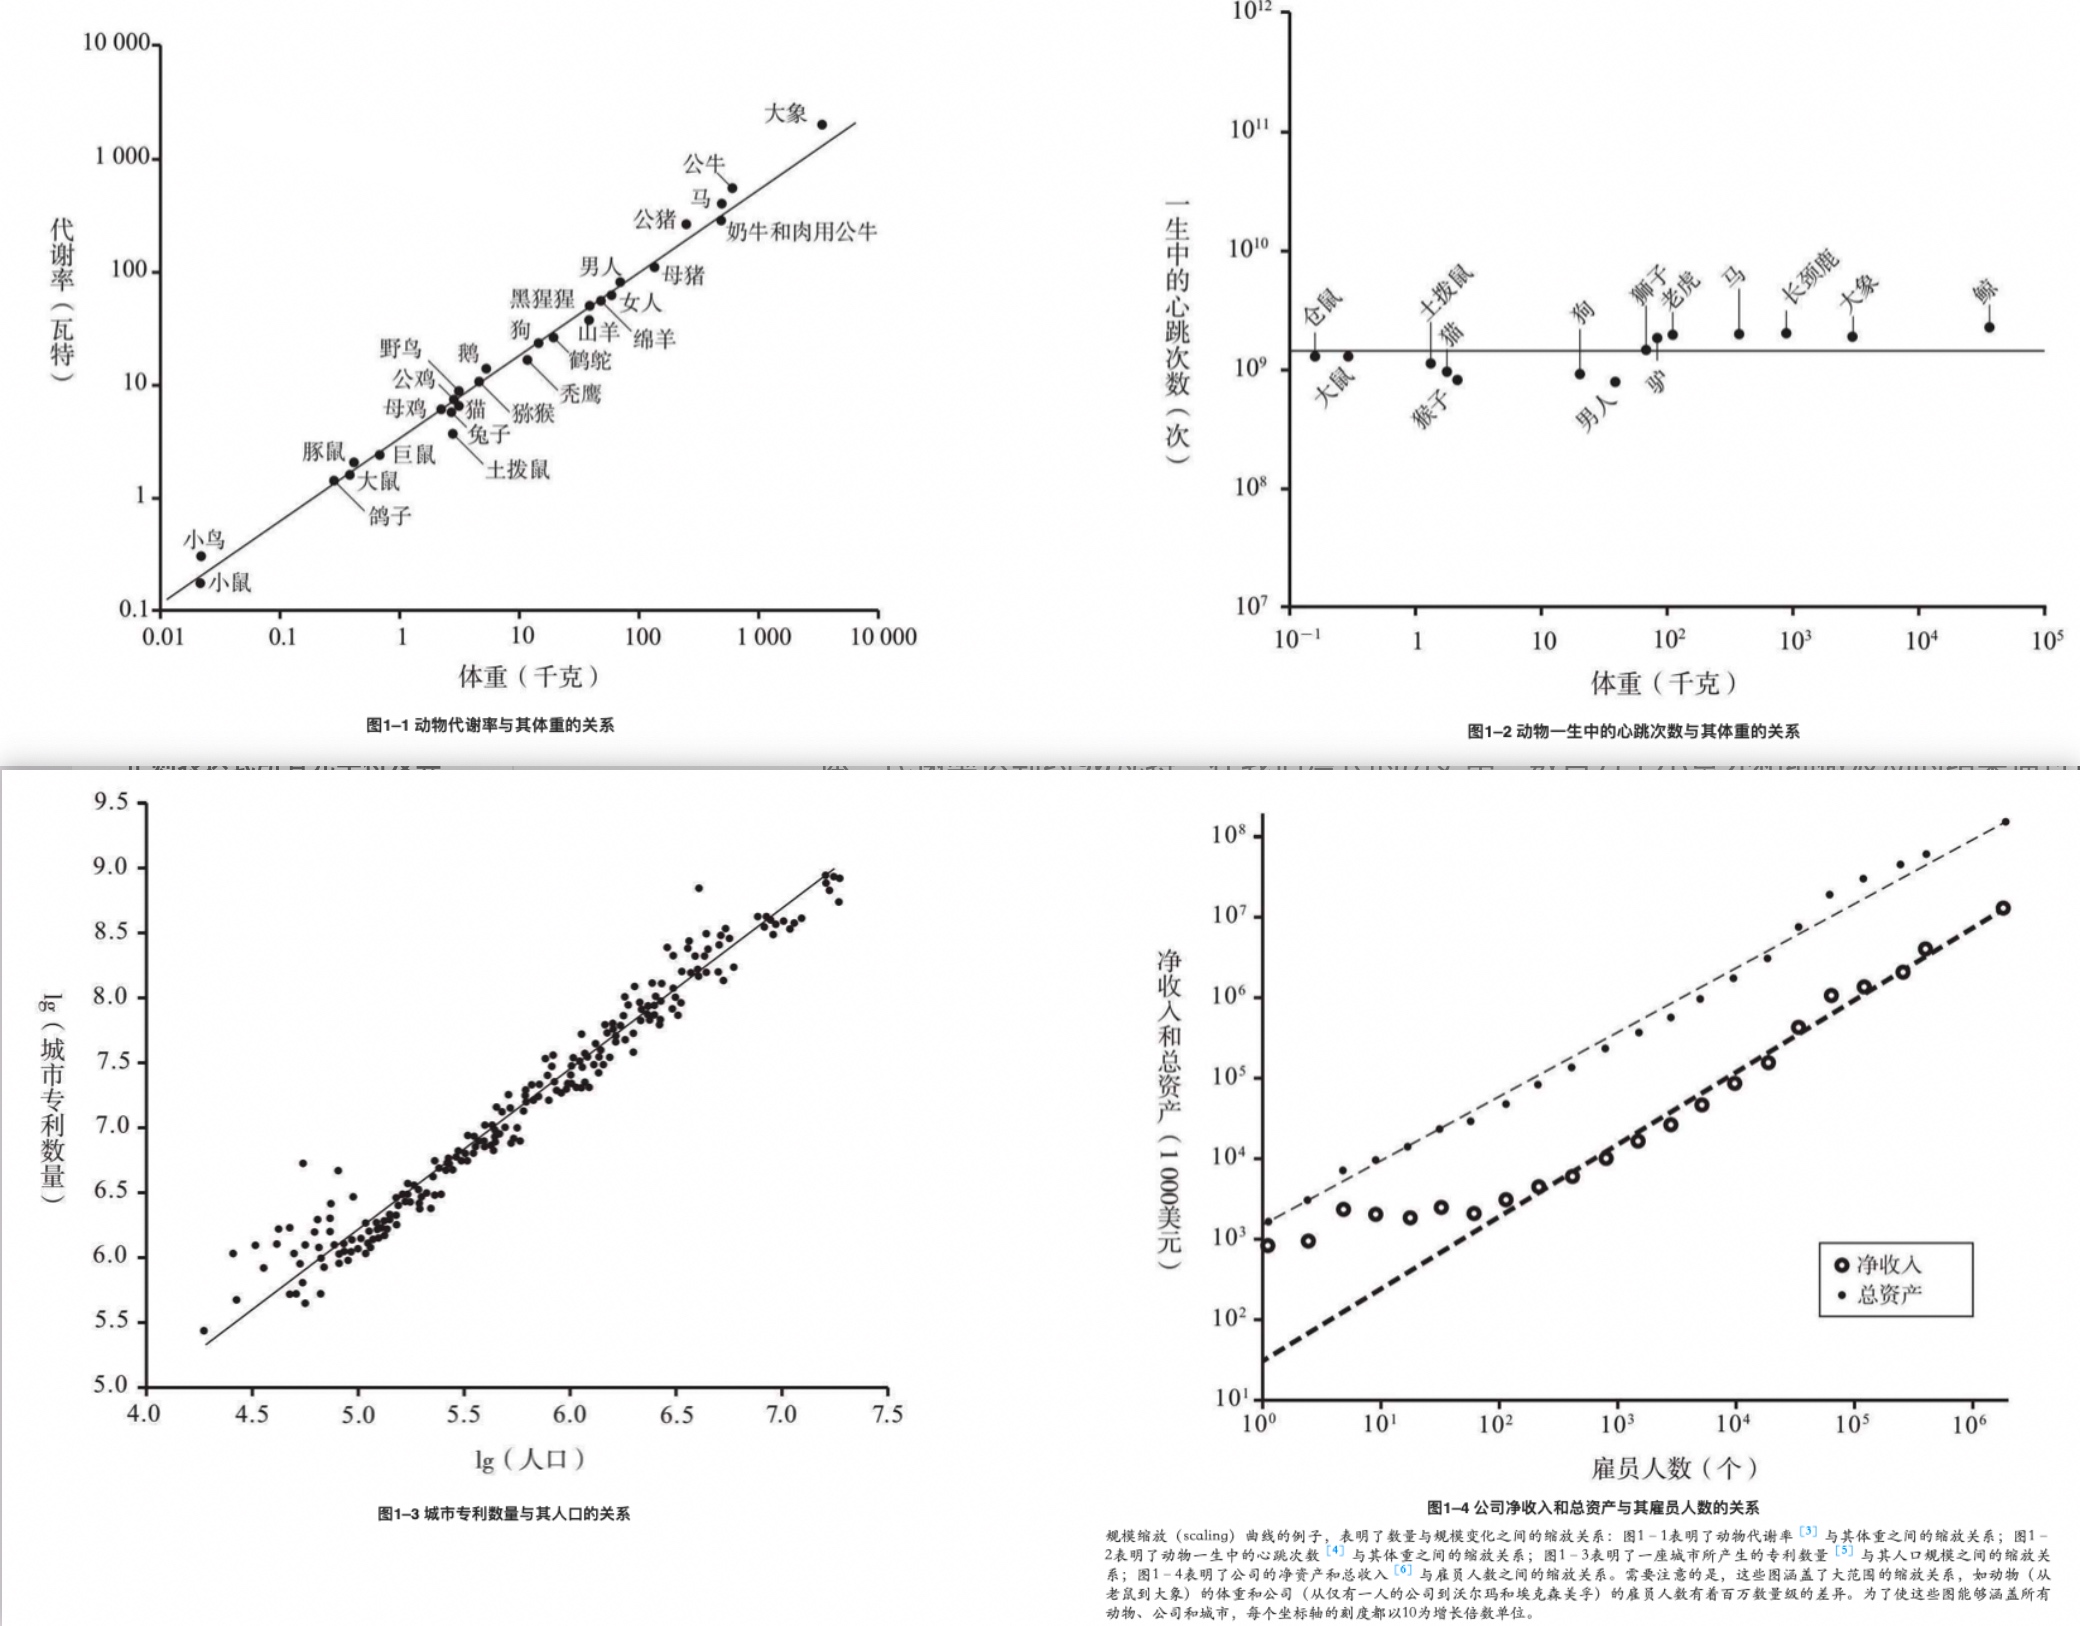 10 000
1 000
100
10
1
0.1
代谢率（瓦特）
大象
公牛
马
公猪
奶牛和肉用公牛
男人
母猪
黑猩猩
女人
狗
山羊
绵羊
野鸟
鹅
鹤鸵
公鸡
秃鹰
母鸡
猫
猕猴
兔子
豚鼠
巨鼠
土拨鼠
大鼠
鸽子
小鸟
小鼠
0.01 0.1 1 10 100 1 000 10 000
体重（千克）
图1–1 动物代谢率与其体重的关系
10¹²
10¹¹
10¹⁰
10⁹
10⁸
10⁷
一生中的心跳次数（次）
仓鼠
大鼠
土拨鼠
猫
猴子
狗
男人
狮子
驴
老虎
马
长颈鹿
大象
鲸
10⁻¹ 1 10 10² 10³ 10⁴ 10⁵
体重（千克）
图1–2 动物一生中的心跳次数与其体重的关系
9.5
9.0
8.5
8.0
7.5
7.0
6.5
6.0
5.5
5.0
lg（城市专利数量）
4.0 4.5 5.0 5.5 6.0 6.5 7.0 7.5
lg（人口）
图1–3 城市专利数量与其人口的关系
10⁸
10⁷
10⁶
10⁵
10⁴
10³
10²
10¹
净收入和总资产（1 000美元）
净收入
总资产
10⁰ 10¹ 10² 10³ 10⁴ 10⁵ 10⁶
雇员人数（个）
图1–4 公司净收入和总资产与其雇员人数的关系
规模缩放（scaling）曲线的例子，表明了数量与规模变化之间的缩放关系：图1–1表明了动物代谢率［3］与其体重之间的缩放关系；图1–
2表明了动物一生中的心跳次数［4］与其体重之间的缩放关系；图1–3表明了一座城市所产生的专利数量［5］与其人口规模之间的缩放关
系；图1–4表明了公司的净资产和总收入［6］与雇员人数之间的缩放关系。需要注意的是，这些图涵盖了大范围的缩放关系，如动物（从
老鼠到大象）的体重和公司（从仅有一人的公司到沃尔玛和埃克森美孚）的雇员人数有着百万数量级的差异。为了使这些图能够涵盖所有
动物、公司和城市，每个坐标轴的刻度都以10为增长倍数单位。